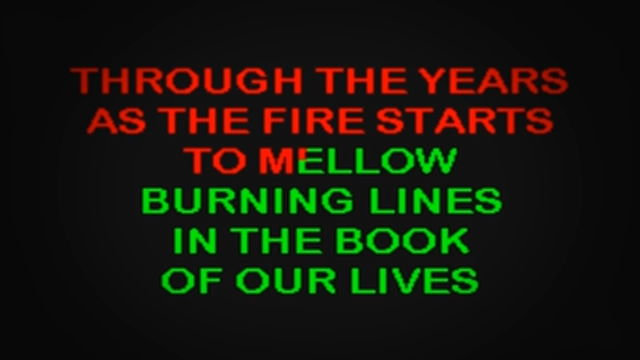 THROUGH THE YEARS
AS THE FIRE STARTS
TO MELLOW
BURNING LINES
IN THE BOOK
OF OUR LIVES